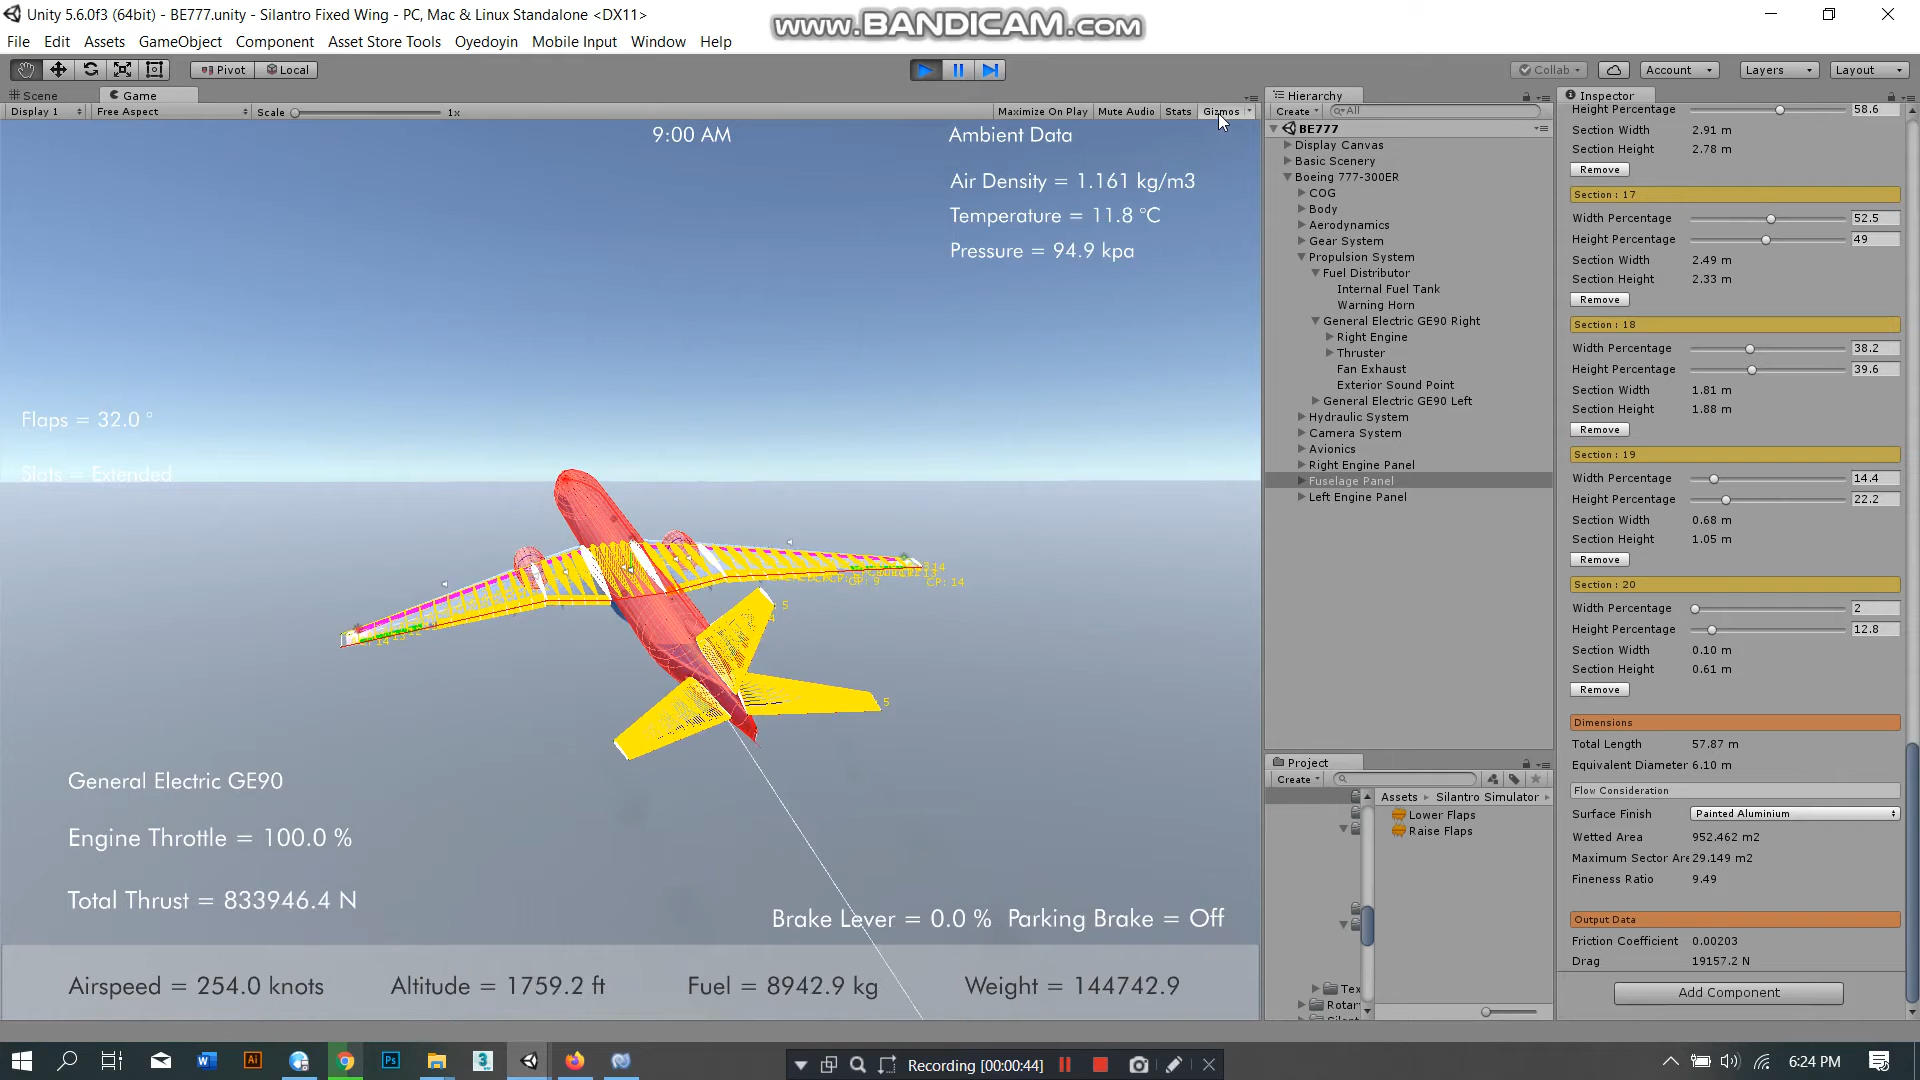 Unity 5.6.0f3 (64bit) - BE777.unity - Silantro Fixed Wing - PC, Mac & Linux Standalone <DX11>
www.BANDICAM.com
File Edit Assets GameObject Component Asset Store Tools Oyedoyin Mobile Input Window Help
Pivot Local
Collab Account Layers Layout
Scene Game
Display 1 Free Aspect Scale 1x Maximize On Play Mute Audio Stats Gizmos
9:00 AM
Ambient Data
Air Density = 1.161 kg/m3
Temperature = 11.8 °C
Pressure = 94.9 kpa
Flaps = 32.0 °
Slats = Extended
General Electric GE90
Engine Throttle = 100.0 %
Total Thrust = 833946.4 N
Brake Lever = 0.0 % Parking Brake = Off
Airspeed = 254.0 knots Altitude = 1759.2 ft Fuel = 8942.9 kg Weight = 144742.9
5
4
5
CP: 14
Hierarchy
Create All
BE777
Display Canvas
Basic Scenery
Boeing 777-300ER
COG
Body
Aerodynamics
Gear System
Propulsion System
Fuel Distributor
Internal Fuel Tank
Warning Horn
General Electric GE90 Right
Right Engine
Thruster
Fan Exhaust
Exterior Sound Point
General Electric GE90 Left
Hydraulic System
Camera System
Avionics
Right Engine Panel
Fuselage Panel
Left Engine Panel
Project
Create
Assets Silantro Simulator
Lower Flaps
Raise Flaps
Tex
Rotar
Inspector
Height Percentage 58.6
Section Width 2.91 m
Section Height 2.78 m
Remove
Section : 17
Width Percentage 52.5
Height Percentage 49
Section Width 2.49 m
Section Height 2.33 m
Remove
Section : 18
Width Percentage 38.2
Height Percentage 39.6
Section Width 1.81 m
Section Height 1.88 m
Remove
Section : 19
Width Percentage 14.4
Height Percentage 22.2
Section Width 0.68 m
Section Height 1.05 m
Remove
Section : 20
Width Percentage 2
Height Percentage 12.8
Section Width 0.10 m
Section Height 0.61 m
Remove
Dimensions
Total Length 57.87 m
Equivalent Diameter 6.10 m
Flow Consideration
Surface Finish Painted Aluminium
Wetted Area 952.462 m2
Maximum Sector Are 29.149 m2
Fineness Ratio 9.49
Output Data
Friction Coefficient 0.00203
Drag 19157.2 N
Add Component
Recording [00:00:44]
6:24 PM